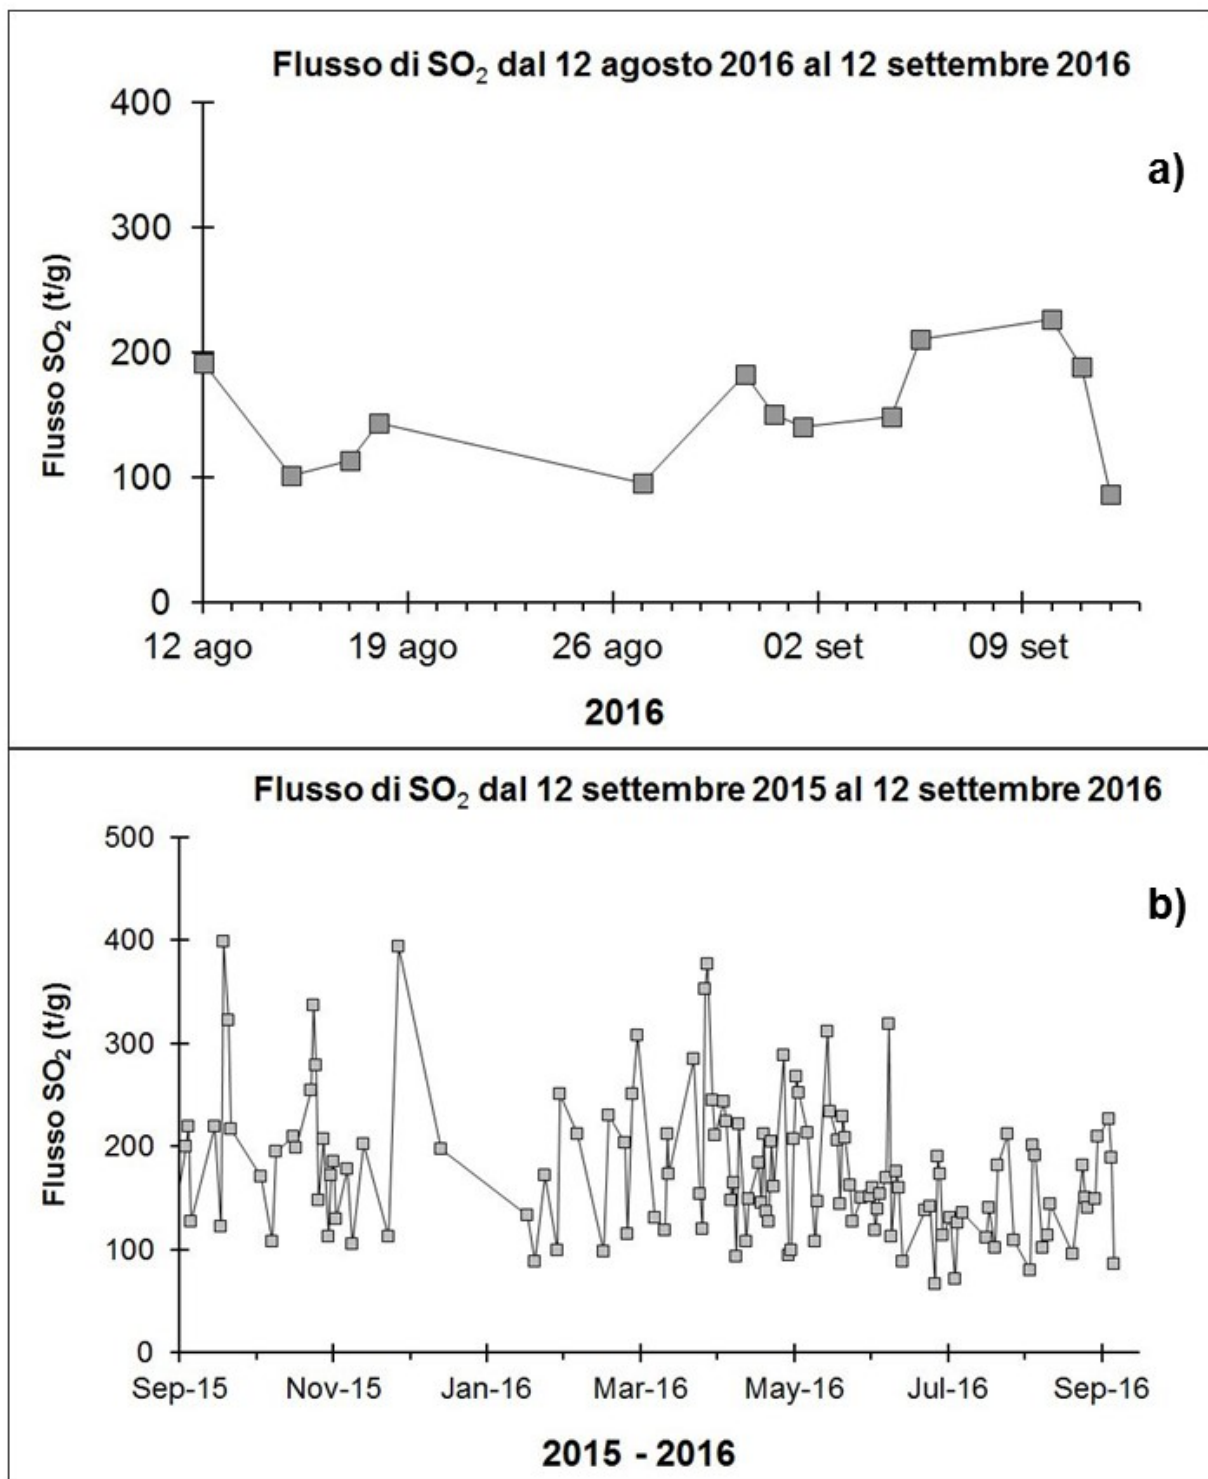 Flusso di SO₂ dal 12 agosto 2016 al 12 settembre 2016
a)
400
300
200
100
0
Flusso SO₂ (t/g)
12 ago 19 ago 26 ago 02 set 09 set
2016
Flusso di SO₂ dal 12 settembre 2015 al 12 settembre 2016
b)
500
400
300
200
100
0
Flusso SO₂ (t/g)
Sep-15 Nov-15 Jan-16 Mar-16 May-16 Jul-16 Sep-16
2015 - 2016